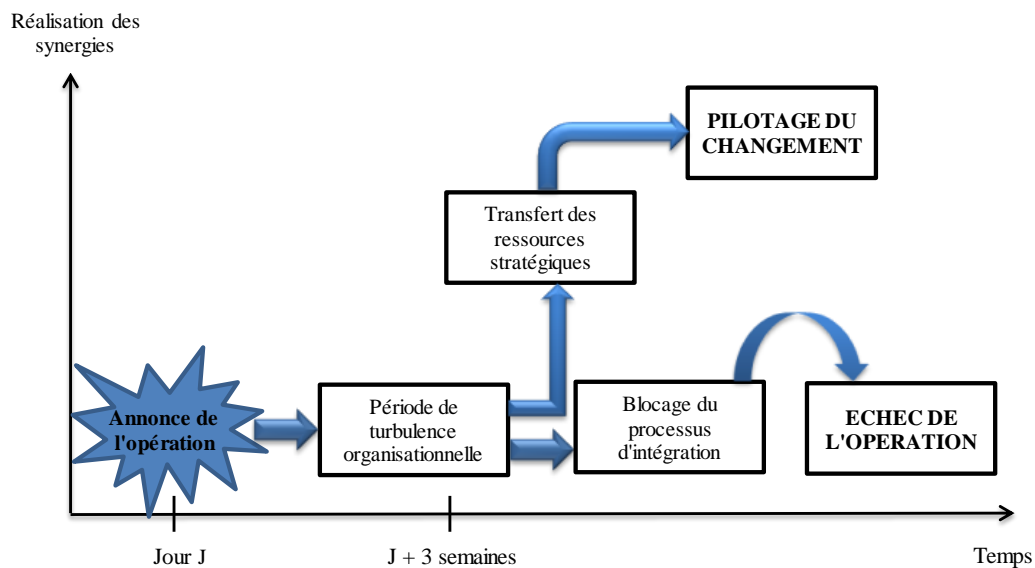 Réalisation des
synergies
PILOTAGE DU
CHANGEMENT
Transfert des
ressources
stratégiques
Annonce de
l'opération
Période de
turbulence
organisationnelle
Blocage du
processus
d'intégration
ECHEC DE
L'OPERATION
Jour J
J + 3 semaines
Temps